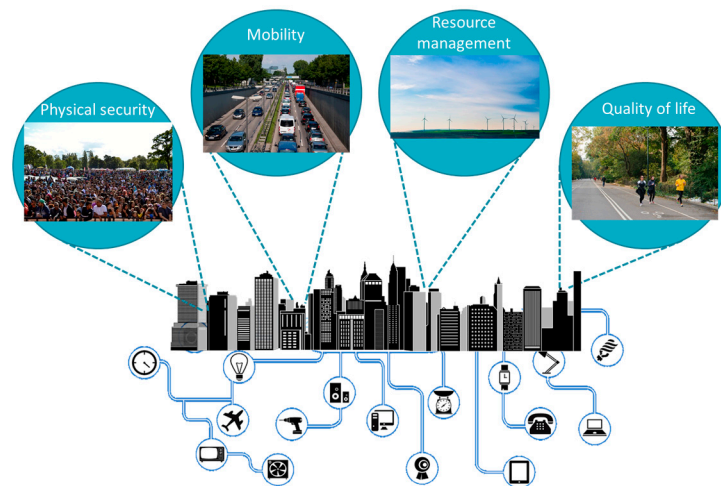 Physical security
Mobility
Resource
management
Quality of life